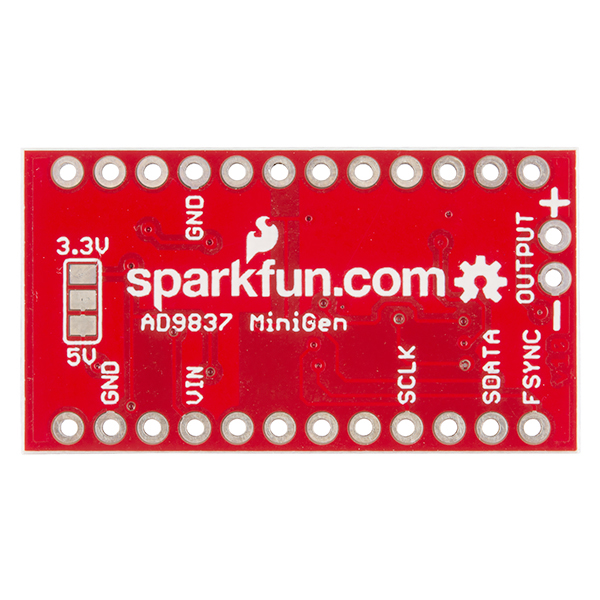 GND
3.3V
sparkfun.com
AD9837 MiniGen
5V
GND
VIN
SCLK
SDATA
FSYNC
OUTPUT
+
-